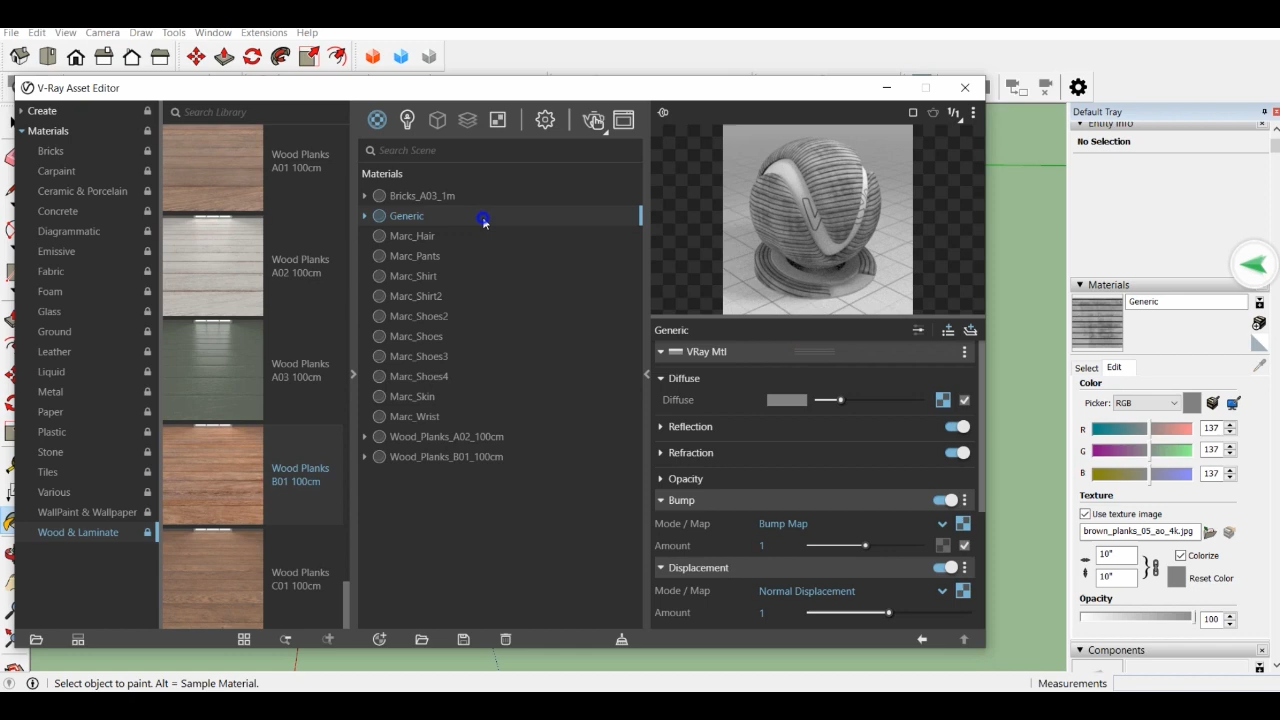 File Edit View Camera Draw Tools Window Extensions Help
V-Ray Asset Editor
Create
Materials
Bricks
Carpaint
Ceramic & Porcelain
Concrete
Diagrammatic
Emissive
Fabric
Foam
Glass
Ground
Leather
Liquid
Metal
Paper
Plastic
Stone
Tiles
Various
WallPaint & Wallpaper
Wood & Laminate
Search Library
Wood Planks
A01 100cm
Wood Planks
A02 100cm
Wood Planks
A03 100cm
Wood Planks
B01 100cm
Wood Planks
C01 100cm
Search Scene
Materials
Bricks_A03_1m
Generic
Marc_Hair
Marc_Pants
Marc_Shirt
Marc_Shirt2
Marc_Shoes2
Marc_Shoes
Marc_Shoes3
Marc_Shoes4
Marc_Skin
Marc_Wrist
Wood_Planks_A02_100cm
Wood_Planks_B01_100cm
1/1
Generic
VRay Mtl
Diffuse
Diffuse
Reflection
Refraction
Opacity
Bump
Mode / Map Bump Map
Amount 1
Displacement
Mode / Map Normal Displacement
Amount 1
Default Tray
Entity Info
No Selection
Materials
Generic
Select Edit
Color
Picker: RGB
R 137
G 137
B 137
Texture
Use texture image
brown_planks_05_ao_4k.jpg
10"
10"
Colorize
Reset Color
Opacity
100
Components
Select object to paint. Alt = Sample Material.
Measurements